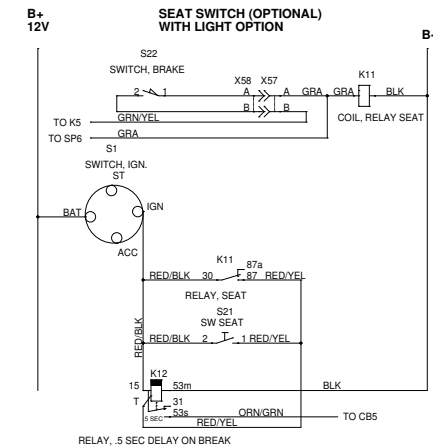 B+
12V
SEAT SWITCH (OPTIONAL)
WITH LIGHT OPTION
B-
S22
SWITCH, BRAKE
X58 X57
K11
2 1 A A GRA GRA BLK
B B
COIL, RELAY SEAT
GRN/YEL
TO K5
GRA
TO SP6
S1
SWITCH, IGN.
ST
IGN
BAT
ACC
K11
87a
RED/BLK 30 87 RED/YEL
RELAY, SEAT
S21
SW SEAT
RED/BLK
RED/BLK 2 1 RED/YEL
K12
15 53m BLK
T 31
.5 SEC 53s ORN/GRN TO CB5
RED/YEL
RELAY, .5 SEC DELAY ON BREAK